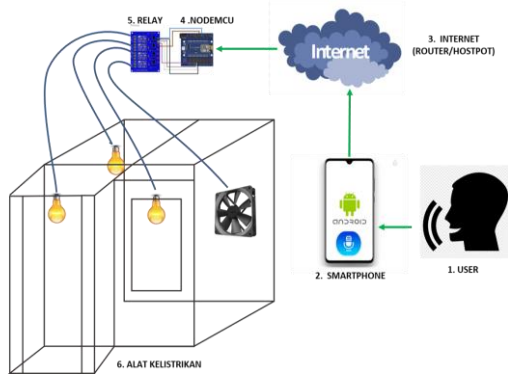 5. RELAY
4 .NODEMCU
Internet
3. INTERNET
(ROUTER/HOSTPOT)
ANDROID
2. SMARTPHONE
1. USER
6. ALAT KELISTRIKAN